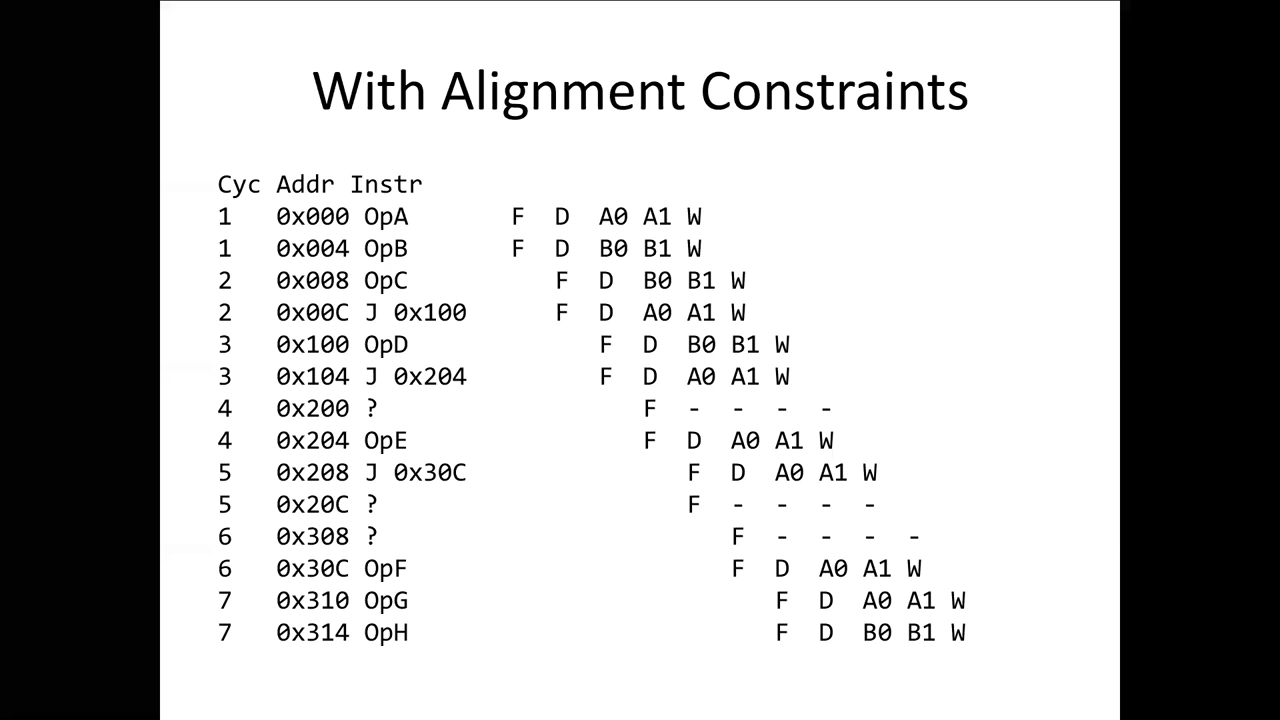 With Alignment Constraints
Cyc Addr Instr
1 0x000 OpA F D A0 A1 W
1 0x004 OpB F D B0 B1 W
2 0x008 OpC F D B0 B1 W
2 0x00C J 0x100 F D A0 A1 W
3 0x100 OpD F D B0 B1 W
3 0x104 J 0x204 F D A0 A1 W
4 0x200 ? F - - - -
4 0x204 OpE F D A0 A1 W
5 0x208 J 0x30C F D A0 A1 W
5 0x20C ? F - - - -
6 0x308 ? F - - - -
6 0x30C OpF F D A0 A1 W
7 0x310 OpG F D A0 A1 W
7 0x314 OpH F D B0 B1 W